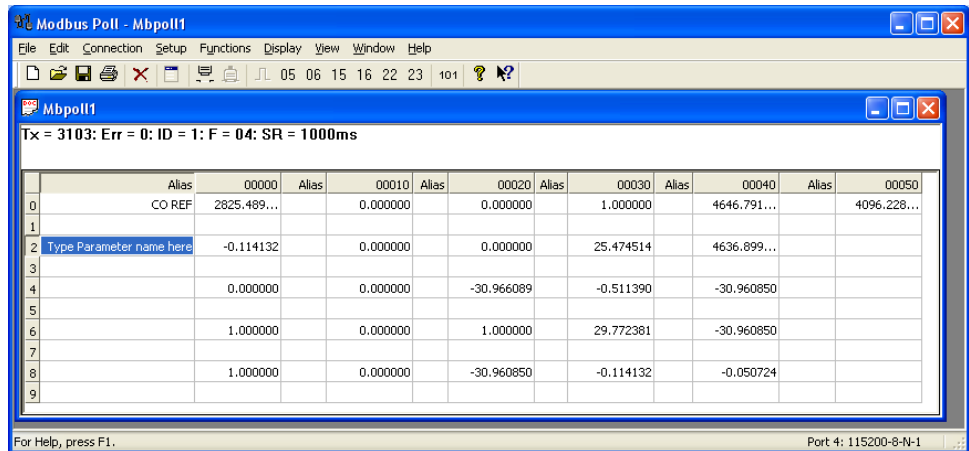 Modbus Poll - Mbpoll1
File Edit Connection Setup Functions Display View Window Help
05 06 15 16 22 23 101
Mbpoll1
Tx = 3103: Err = 0: ID = 1: F = 04: SR = 1000ms
Alias 00000 Alias 00010 Alias 00020 Alias 00030 Alias 00040 Alias 00050
0 CO REF 2825.489... 0.000000 0.000000 1.000000 4646.791... 4096.228...
1
2 Type Parameter name here -0.114132 0.000000 0.000000 25.474514 4636.899...
3
4 0.000000 0.000000 -30.966089 -0.511390 -30.960850
5
6 1.000000 0.000000 1.000000 29.772381 -30.960850
7
8 1.000000 0.000000 -30.960850 -0.114132 -0.050724
9
For Help, press F1. Port 4: 115200-8-N-1